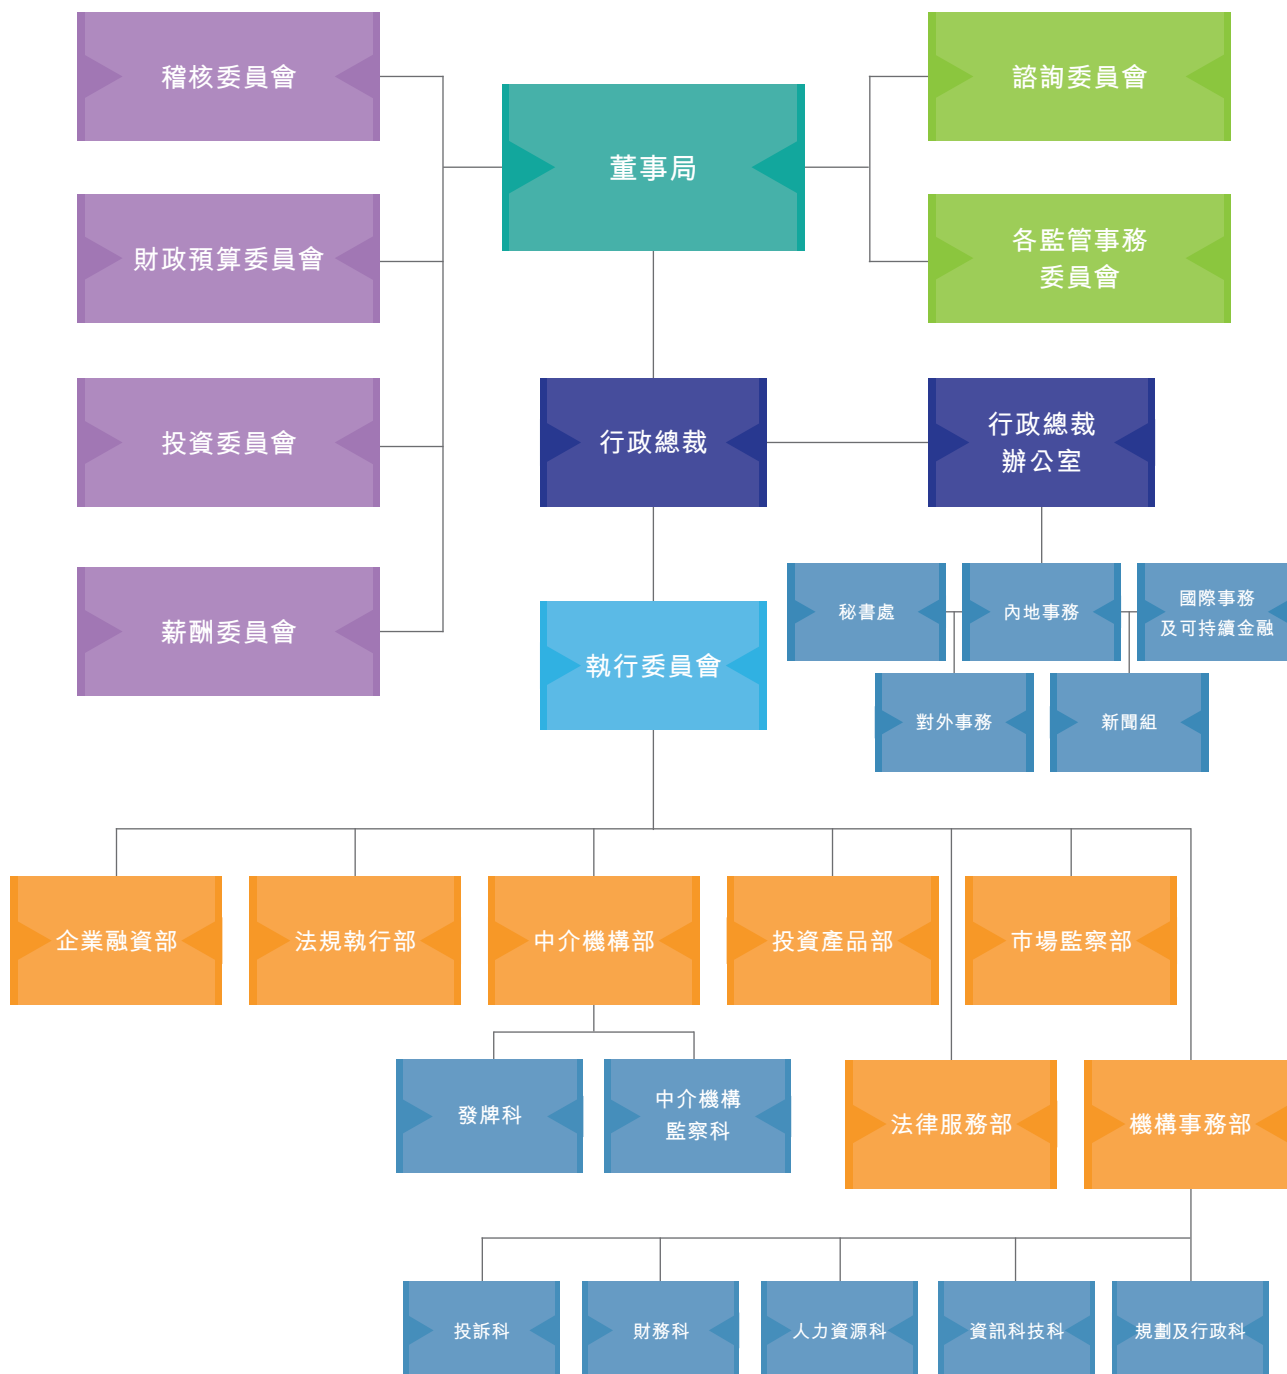 稽核委員會
諮詢委員會
董事局
財政預算委員會
各監管事務
委員會
投資委員會
行政總裁
行政總裁
辦公室
薪酬委員會
執行委員會
秘書處
內地事務
國際事務
及可持續金融
對外事務
新聞組
企業融資部
法規執行部
中介機構部
投資產品部
市場監察部
發牌科
中介機構
監察科
法律服務部
機構事務部
投訴科
財務科
人力資源科
資訊科技科
規劃及行政科